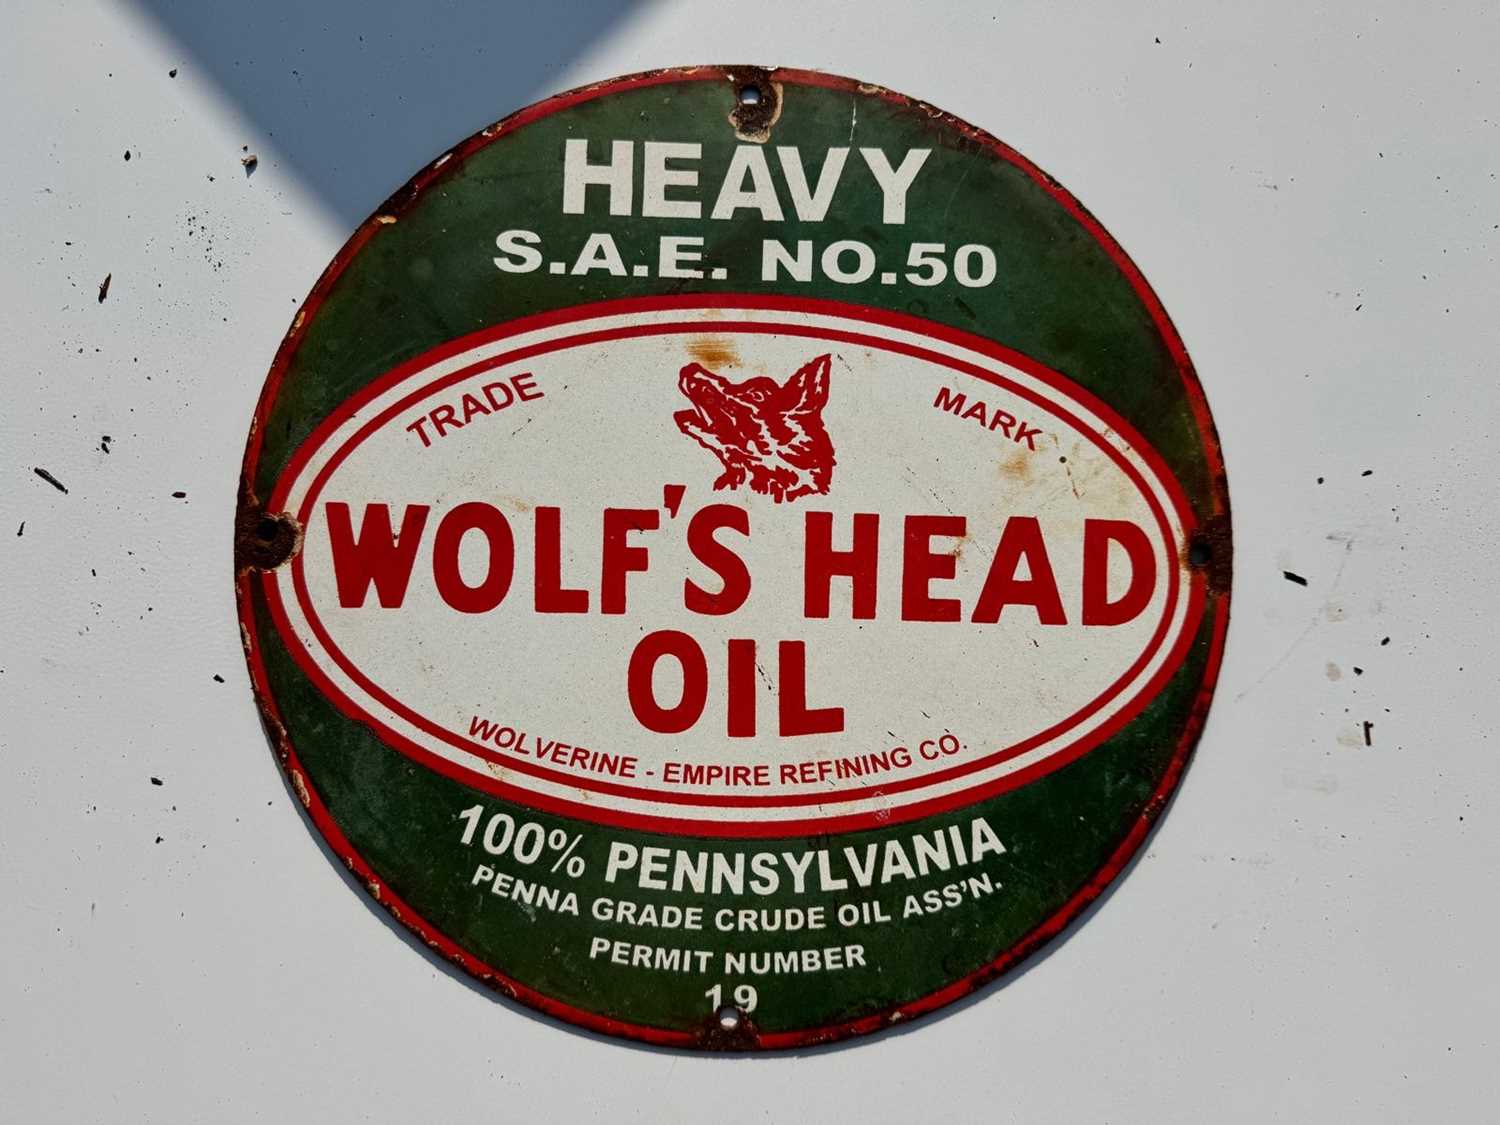 HEAVY
S.A.E. NO.50
TRADE MARK
WOLF'S HEAD
OIL
WOLVERINE - EMPIRE REFINING CO.
100% PENNSYLVANIA
PENNA GRADE CRUDE OIL ASS'N.
PERMIT NUMBER
19